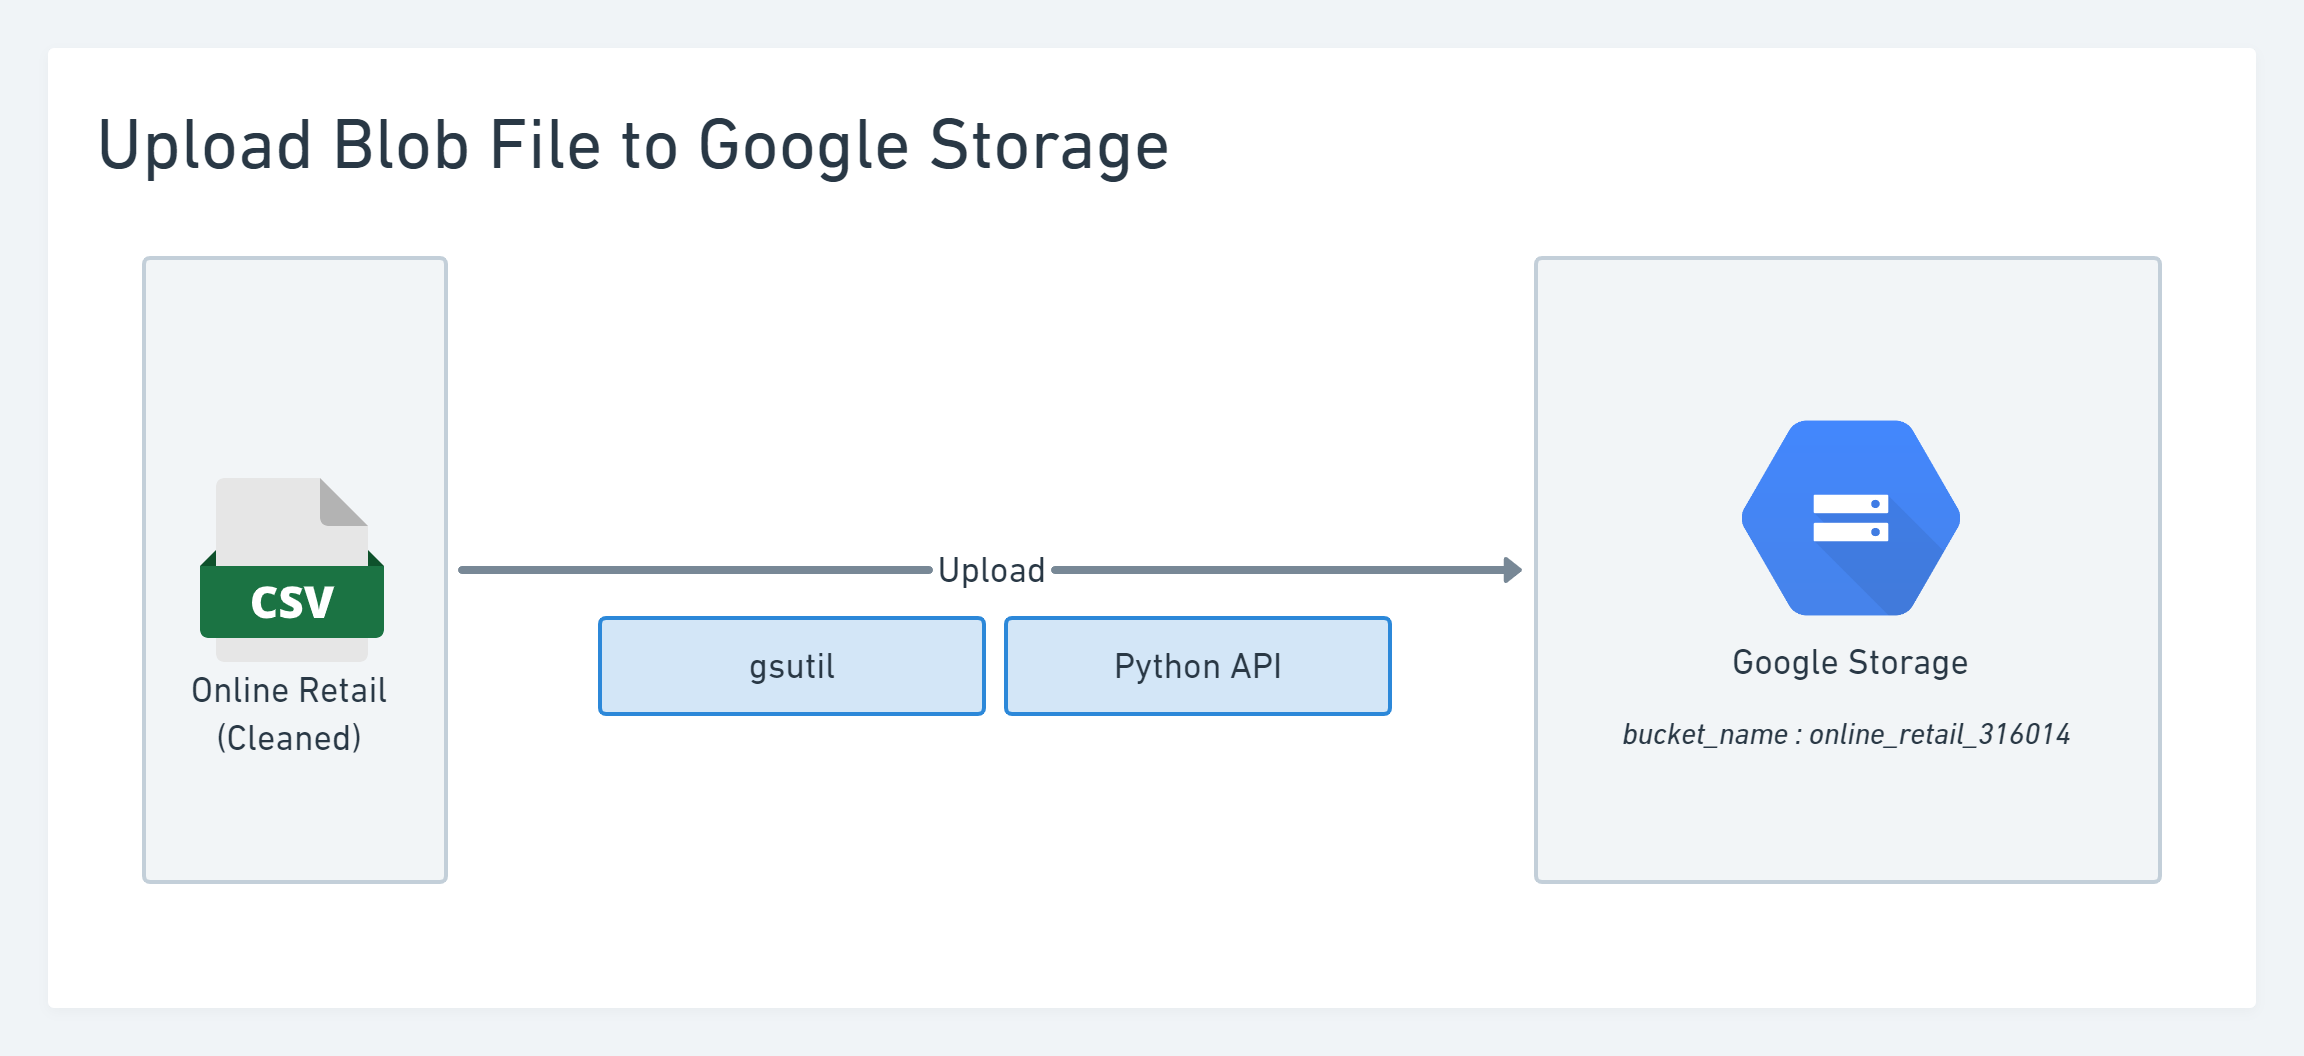 Upload Blob File to Google Storage
CSV
Online Retail
(Cleaned)
Upload
gsutil
Python API
Google Storage
bucket_name : online_retail_316014